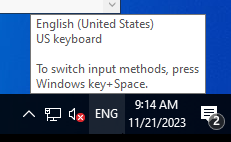 English (United States)
US keyboard
To switch input methods, press
Windows key+Space.
ENG
9:14 AM
11/21/2023
2